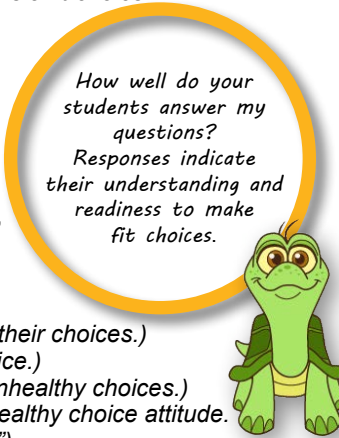 How well do your
students answer my
questions?
Responses indicate
their understanding and
readiness to make
fit choices.
their choices.)
ice.)
nhealthy choices.)
ealthy choice attitude.